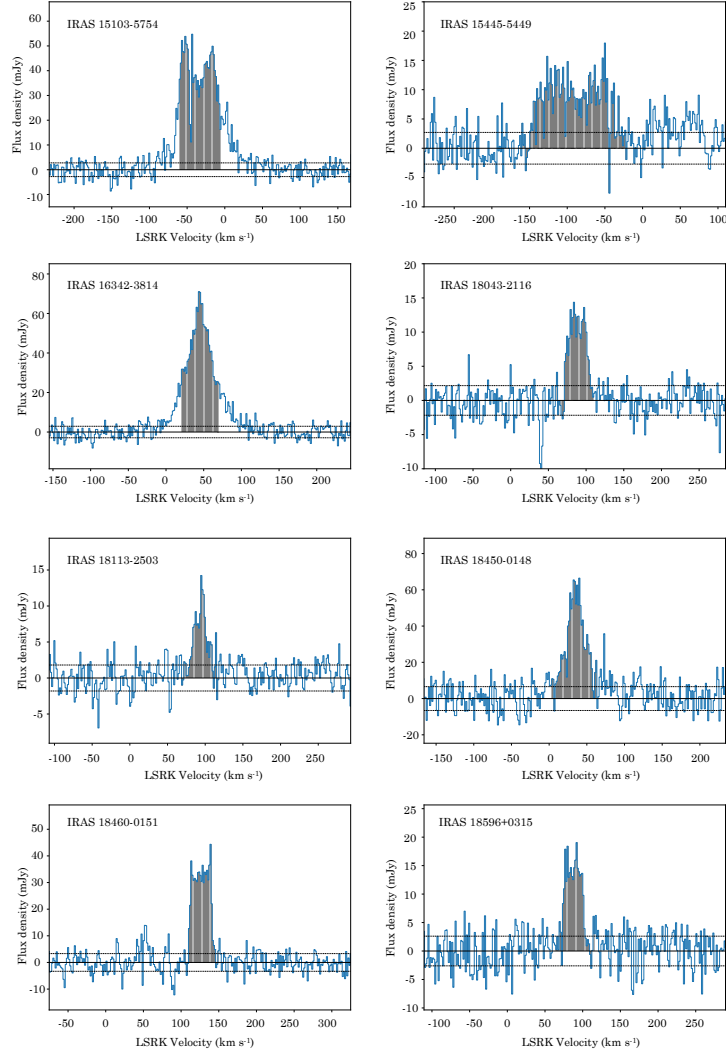 IRAS 15103-5754
Flux density (mJy)
60
50
40
30
20
10
0
-10
-200 -150 -100 -50 0 50 100 150
LSRK Velocity (km s⁻¹)
IRAS 15445-5449
Flux density (mJy)
25
20
15
10
5
0
-5
10
-250 -200 -150 -100 -50 0 50 100
LSRK Velocity (km s⁻¹)
IRAS 16342-3814
Flux density (mJy)
80
60
40
20
0
-150 -100 -50 0 50 100 150 200
LSRK Velocity (km s⁻¹)
IRAS 18043-2116
Flux density (mJy)
20
15
10
5
0
-5
-10
-100 -50 0 50 100 150 200 250
LSRK Velocity (km s⁻¹)
IRAS 18113-2503
Flux density (mJy)
15
10
5
0
-5
-100 -50 0 50 100 150 200 250
LSRK Velocity (km s⁻¹)
IRAS 18450-0148
Flux density (mJy)
80
60
40
20
0
-20
-150 -100 -50 0 50 100 150 200
LSRK Velocity (km s⁻¹)
IRAS 18460-0151
Flux density (mJy)
50
40
30
20
10
0
-10
-50 0 50 100 150 200 250 300
LSRK Velocity (km s⁻¹)
IRAS 18596+0315
Flux density (mJy)
25
20
15
10
5
0
-5
-10
-100 -50 0 50 100 150 200 250
LSRK Velocity (km s⁻¹)